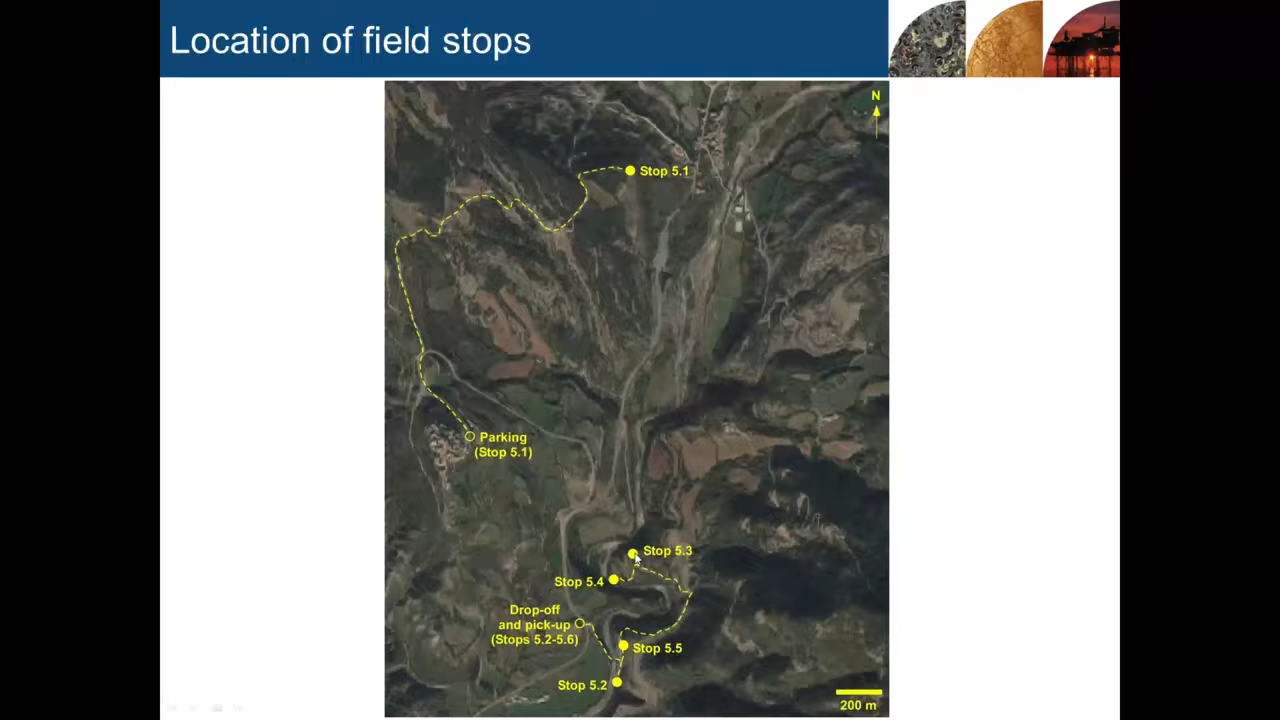 Location of field stops
N
Stop 5.1
Parking
(Stop 5.1)
Stop 5.3
Stop 5.4
Drop-off
and pick-up
(Stops 5.2-5.6)
Stop 5.5
Stop 5.2
200 m